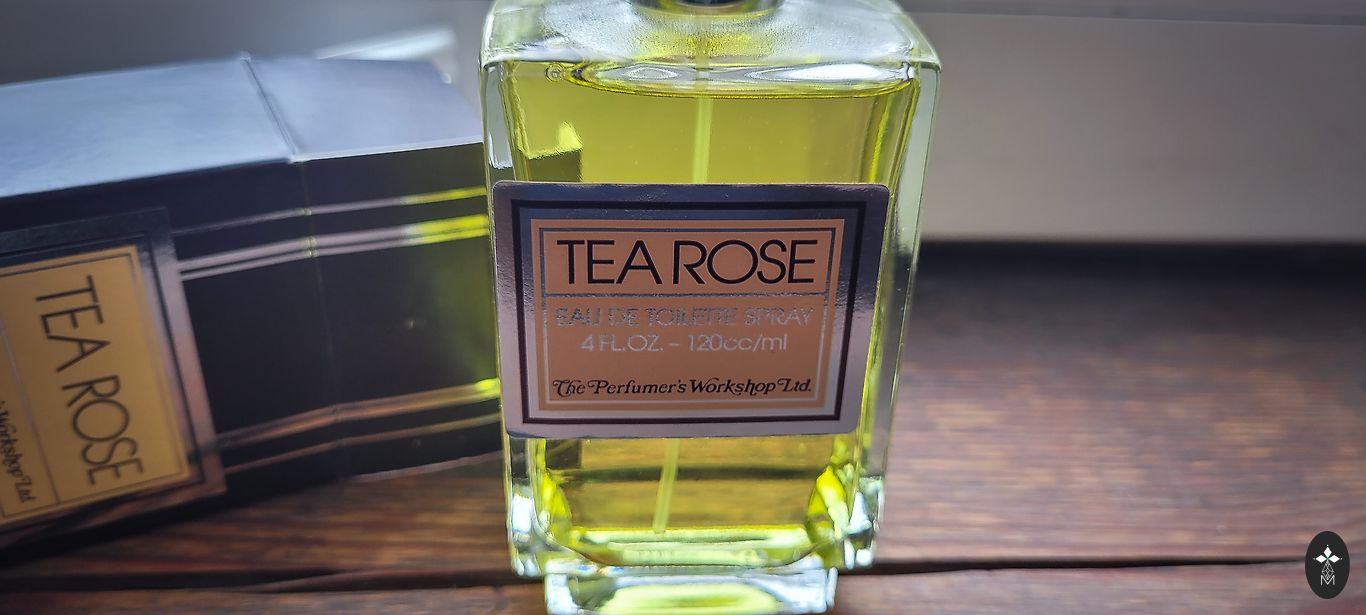 TEA ROSE
EAU DE TOILETTE SPRAY
4 FL.OZ. – 120cc/ml
The Perfumer's Workshop Ltd.
TEA ROSE
Workshop Ltd.
M